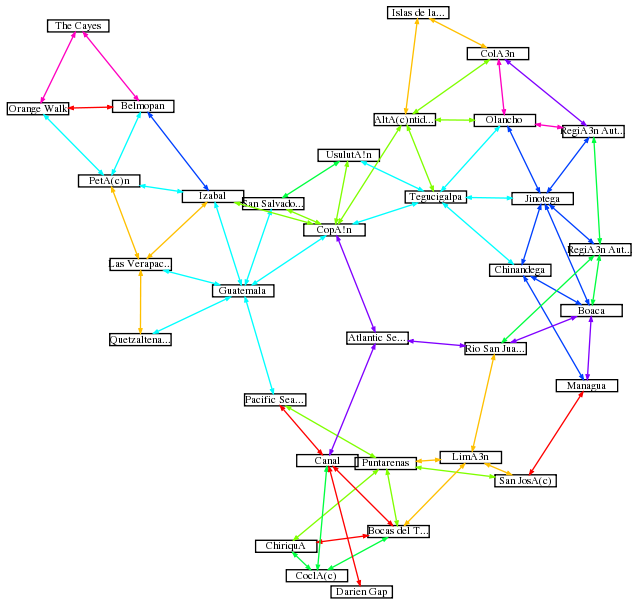 Islas de la...
The Cayes
ColA3n
Orange Walk
Belmopan
AltA(c)ntid...
Olancho
RegiA3n Aut...
UsulutA!n
PetA(c)n
Izabal
San Salvado...
Tegucigalpa
Jinotega
CopA!n
RegiA3n Aut...
Las Verapac...
Chinandega
Guatemala
Boaca
Quetzaltena...
Atlantic Se...
Rio San Jua...
Managua
Pacific Sea...
Canal
Puntarenas
LimA3n
San JosA(c)
Bocas del T...
ChiriquA
CoclA(c)
Darien Gap